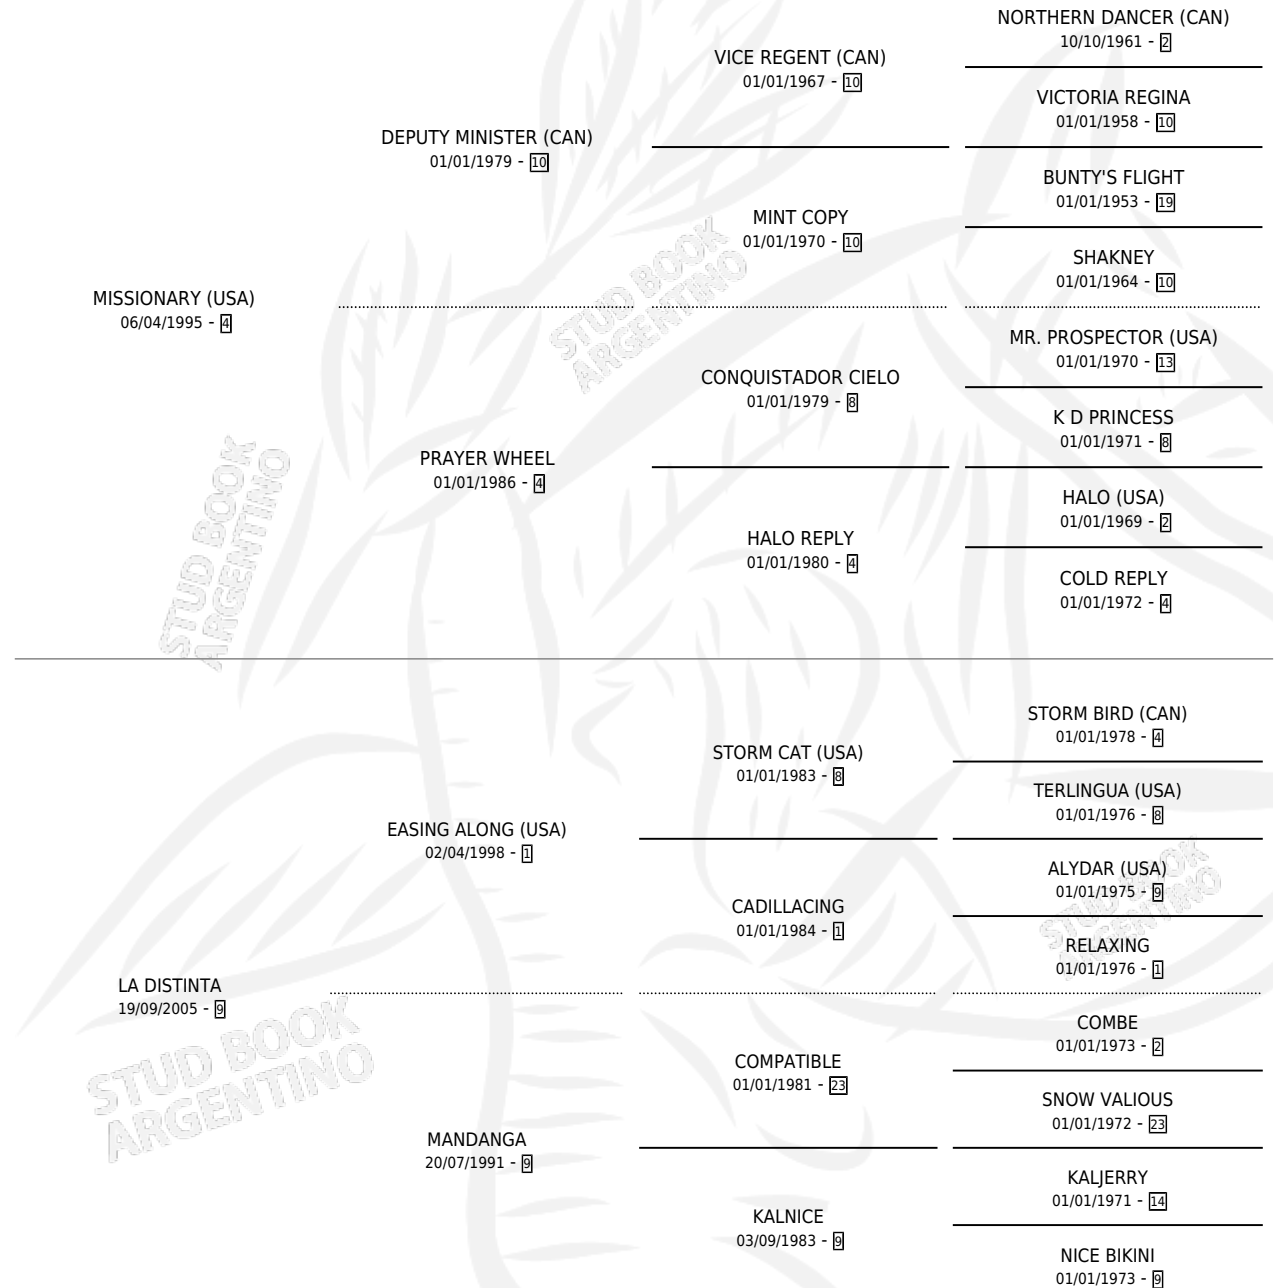 NORTHERN DANCER (CAN)
10/10/1961 - 2
VICE REGENT (CAN)
01/01/1967 - 10
VICTORIA REGINA
01/01/1958 - 10
DEPUTY MINISTER (CAN)
01/01/1979 - 10
BUNTY'S FLIGHT
01/01/1953 - 19
MINT COPY
01/01/1970 - 10
SHAKNEY
01/01/1964 - 10
MISSIONARY (USA)
06/04/1995 - 4
MR. PROSPECTOR (USA)
01/01/1970 - 13
CONQUISTADOR CIELO
01/01/1979 - 8
K D PRINCESS
01/01/1971 - 8
PRAYER WHEEL
01/01/1986 - 4
HALO (USA)
01/01/1969 - 2
HALO REPLY
01/01/1980 - 4
COLD REPLY
01/01/1972 - 4
STORM BIRD (CAN)
01/01/1978 - 4
STORM CAT (USA)
01/01/1983 - 8
TERLINGUA (USA)
01/01/1976 - 8
EASING ALONG (USA)
02/04/1998 - 1
ALYDAR (USA)
01/01/1975 - 9
CADILLACING
01/01/1984 - 1
RELAXING
01/01/1976 - 1
LA DISTINTA
19/09/2005 - 9
COMBE
01/01/1973 - 2
COMPATIBLE
01/01/1981 - 23
SNOW VALIOUS
01/01/1972 - 23
MANDANGA
20/07/1991 - 9
KALJERRY
01/01/1971 - 14
KALNICE
03/09/1983 - 9
NICE BIKINI
01/01/1973 - 9
STUD BOOK
ARGENTINO
STUD BOOK
ARGENTINO
STUD BOOK
ARGENTINO
STUD BOOK
ARGENTINO